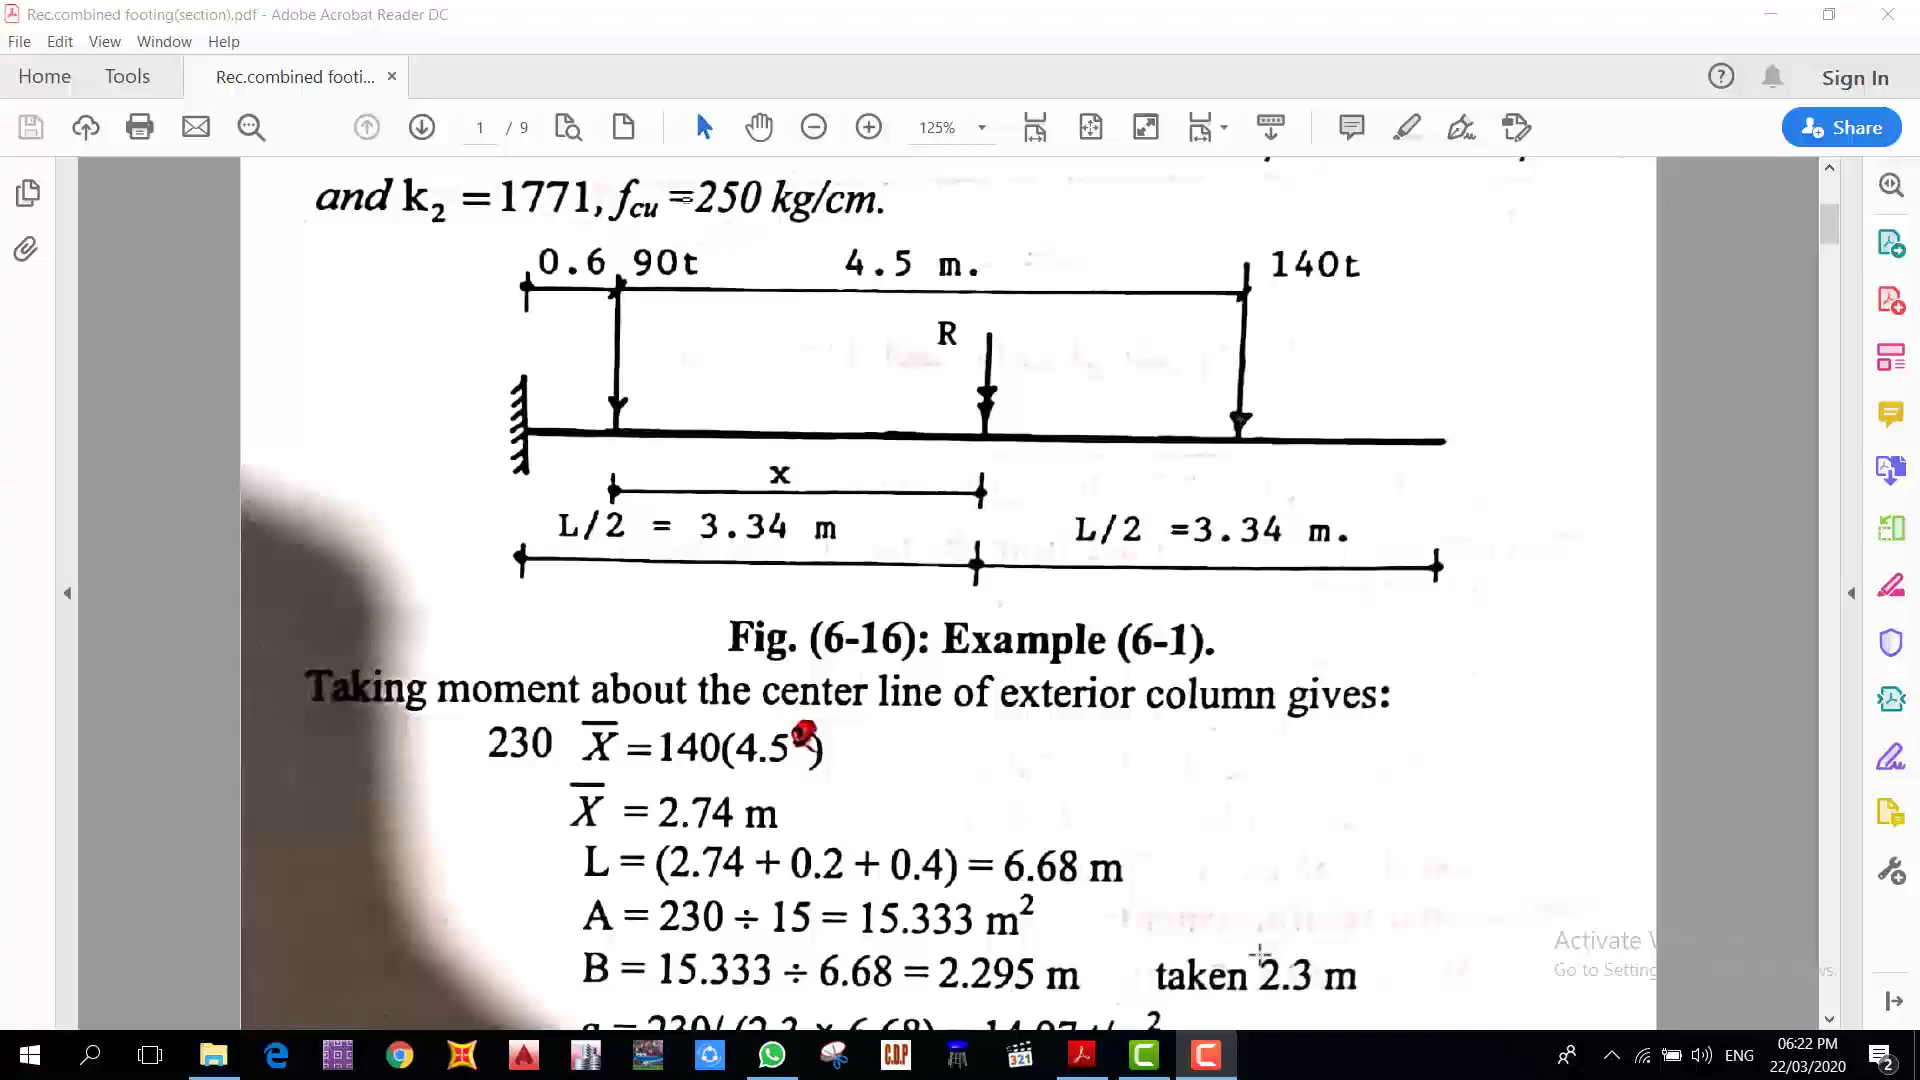 Rec.combined footing(section).pdf - Adobe Acrobat Reader DC
File Edit View Window Help
Home Tools Rec.combined footi... ×
Sign In
1 / 9 125% Share
and k₂ = 1771, f_cu = 250 kg/cm.
0.6 90t 4.5 m. 140t
R
x
L/2 = 3.34 m L/2 =3.34 m.
Fig. (6-16): Example (6-1).
Taking moment about the center line of exterior column gives:
230 X̅ = 140(4.5 )
X̅ = 2.74 m
L = (2.74 + 0.2 + 0.4) = 6.68 m
A = 230 ÷ 15 = 15.333 m²
B = 15.333 ÷ 6.68 = 2.295 m taken 2.3 m
Activate
Go to Setting
C.D.P
321
ENG
06:22 PM
22/03/2020
2